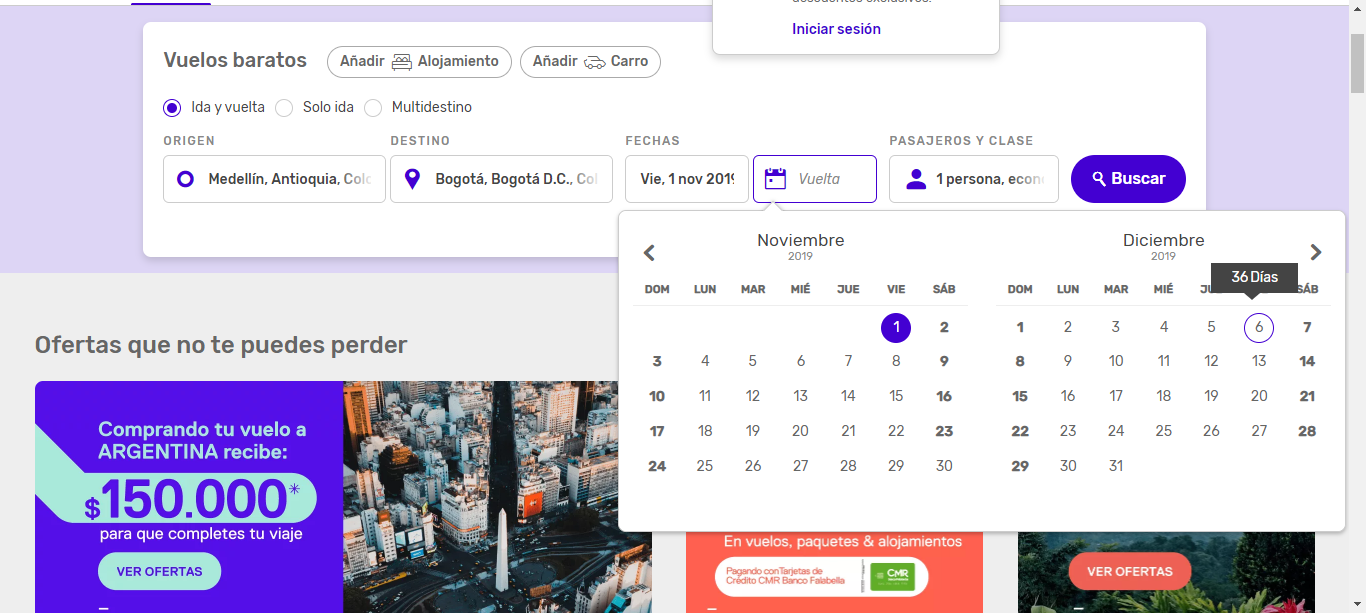 Iniciar sesión
Vuelos baratos
Añadir Alojamiento
Añadir Carro
Ida y vuelta
Solo ida
Multidestino
ORIGEN
DESTINO
FECHAS
PASAJEROS Y CLASE
Medellín, Antioquia, Colo
Bogotá, Bogotá D.C., Col
Vie, 1 nov 2019
Vuelta
1 persona, econ
Buscar
Noviembre
2019
DOM LUN MAR MIÉ JUE VIE SÁB
1 2
3 4 5 6 7 8 9
10 11 12 13 14 15 16
17 18 19 20 21 22 23
24 25 26 27 28 29 30
Diciembre
2019
36 Días
DOM LUN MAR MIÉ SÁB
1 2 3 4 5 6 7
8 9 10 11 12 13 14
15 16 17 18 19 20 21
22 23 24 25 26 27 28
29 30 31
Ofertas que no te puedes perder
Comprando tu vuelo a
ARGENTINA recibe:
$150.000*
para que completes tu viaje
VER OFERTAS
En vuelos, paquetes & alojamientos
Pagando con Tarjetas de
Crédito CMR Banco Falabella
CMR
VER OFERTAS